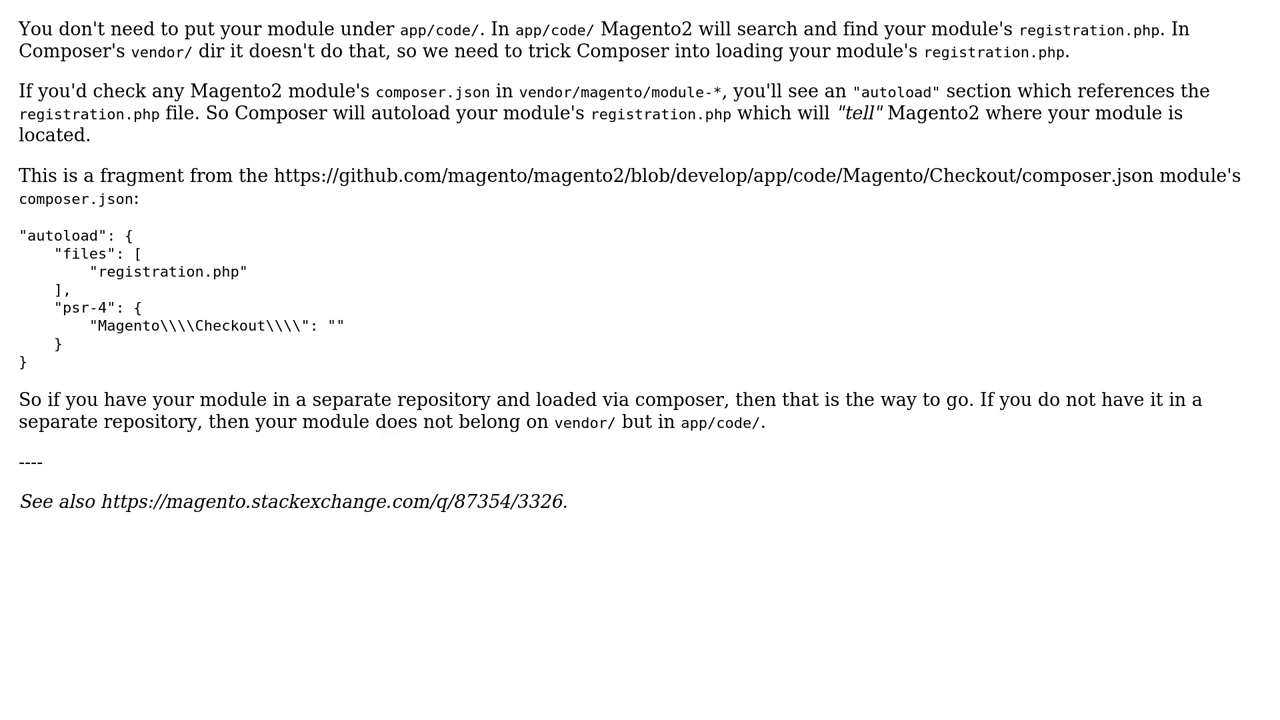 You don't need to put your module under app/code/. In app/code/ Magento2 will search and find your module's registration.php. In
Composer's vendor/ dir it doesn't do that, so we need to trick Composer into loading your module's registration.php.
If you'd check any Magento2 module's composer.json in vendor/magento/module-*, you'll see an "autoload" section which references the
registration.php file. So Composer will autoload your module's registration.php which will "tell" Magento2 where your module is
located.
This is a fragment from the https://github.com/magento/magento2/blob/develop/app/code/Magento/Checkout/composer.json module's
composer.json:
"autoload": {
    "files": [
        "registration.php"
    ],
    "psr-4": {
        "Magento\\\\Checkout\\\\": ""
    }
}
So if you have your module in a separate repository and loaded via composer, then that is the way to go. If you do not have it in a
separate repository, then your module does not belong on vendor/ but in app/code/.
----
See also https://magento.stackexchange.com/q/87354/3326.